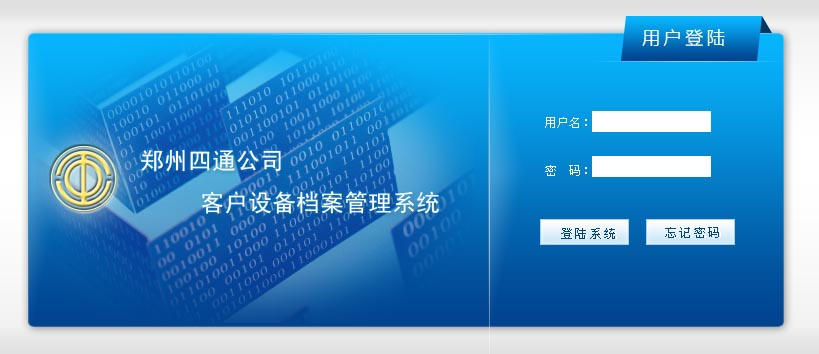 用户登陆
郑州四通公司
客户设备档案管理系统
用户名：
密 码：
登陆系统
忘记密码